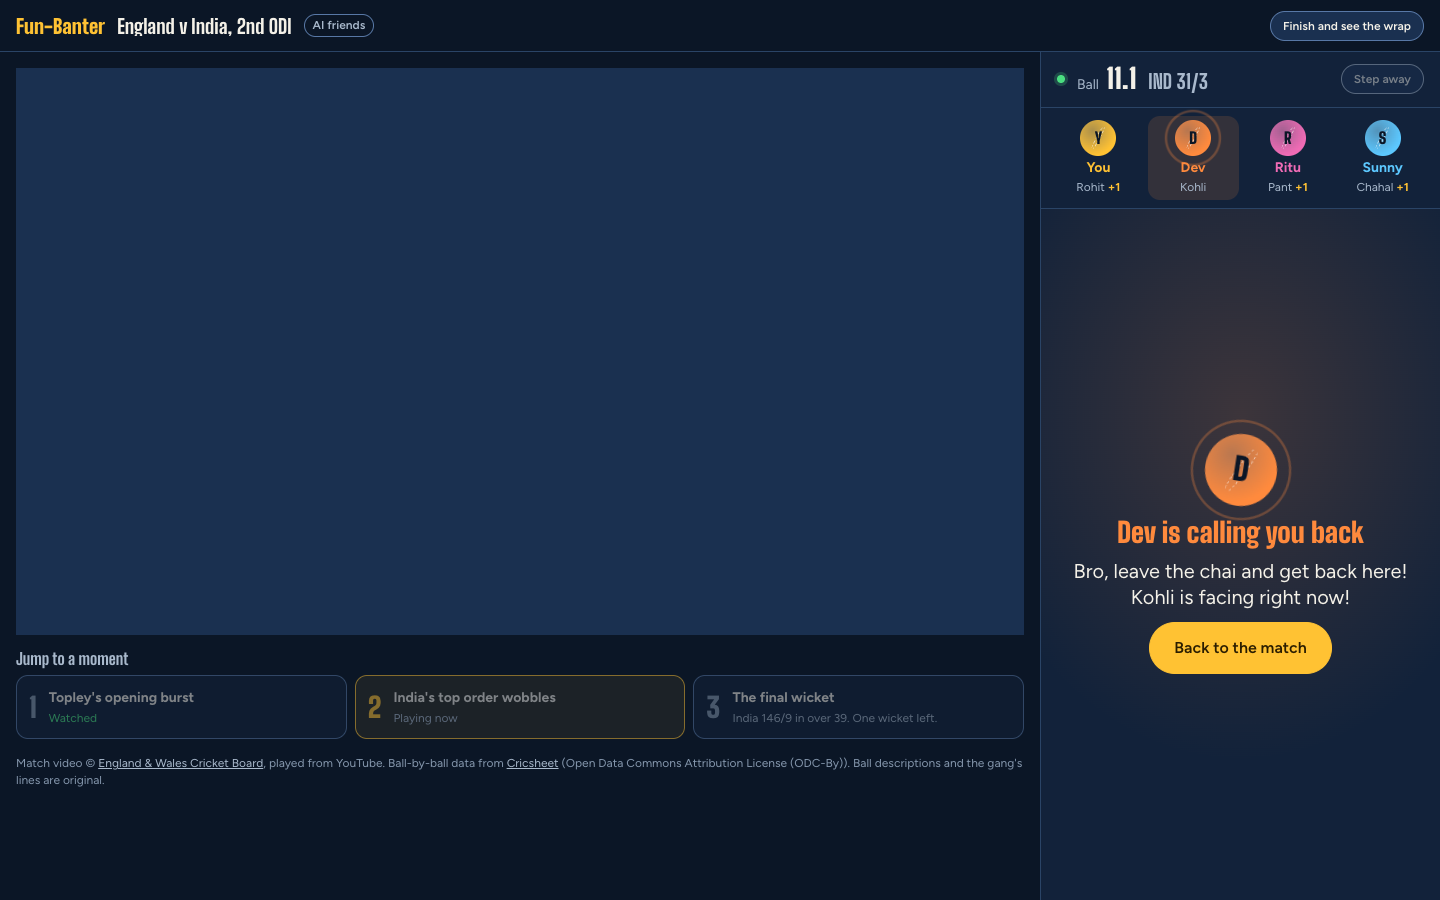 Fun-Banter England v India, 2nd ODI AI friends Finish and see the wrap
Ball 11.1 IND 31/3 Step away
Y D R S
You Dev Ritu Sunny
Rohit +1 Kohli Pant +1 Chahal +1
D
Dev is calling you back
Bro, leave the chai and get back here!
Kohli is facing right now!
Back to the match
Jump to a moment
1 Topley's opening burst
Watched
2 India's top order wobbles
Playing now
3 The final wicket
India 146/9 in over 39. One wicket left.
Match video © England & Wales Cricket Board, played from YouTube. Ball-by-ball data from Cricsheet (Open Data Commons Attribution License (ODC-By)). Ball descriptions and the gang's
lines are original.